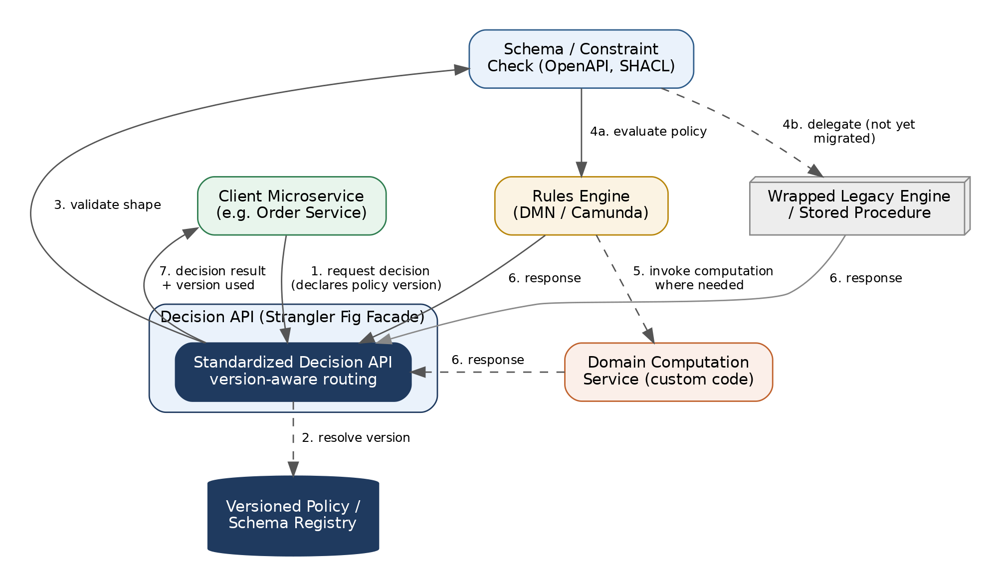 Schema / Constraint
Check (OpenAPI, SHACL)
4a. evaluate policy
4b. delegate (not yet
migrated)
3. validate shape
Client Microservice
(e.g. Order Service)
Rules Engine
(DMN / Camunda)
Wrapped Legacy Engine
/ Stored Procedure
7. decision result
+ version used
1. request decision
(declares policy version)
6. response
5. invoke computation
where needed
6. response
Decision API (Strangler Fig Facade)
Standardized Decision API
version-aware routing
6. response
Domain Computation
Service (custom code)
2. resolve version
Versioned Policy /
Schema Registry